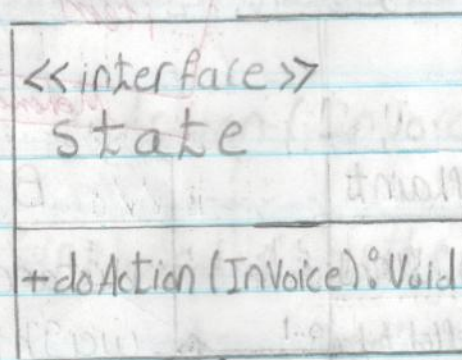 <<interface>>
state
+doAction (Invoice): Void